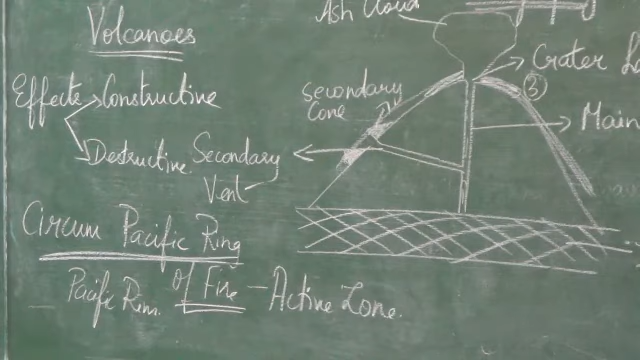 Volcanoes
Effects Constructive
Destructive
Circum Pacific Ring
of Fire - Active Zone.
Pacific Rim.
Ash Cloud
Crater
3
Secondary
Cone
Main
Secondary
Vent